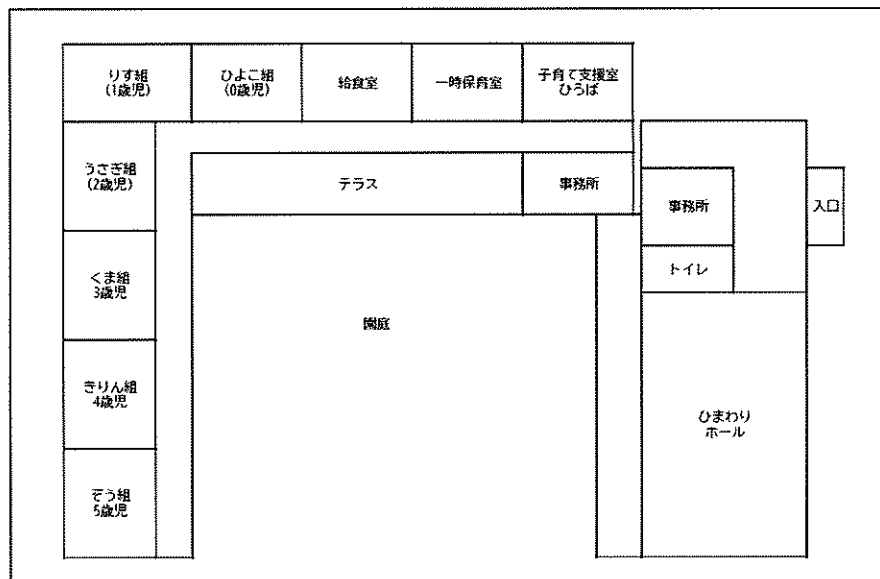 りす組
(1歳児)
ひよこ組
(0歳児)
給食室
一時保育室
子育て支援室
ひろば
うさぎ組
(2歳児)
テラス
事務所
事務所
入口
トイレ
くま組
3歳児
園庭
きりん組
4歳児
ひまわり
ホール
ぞう組
5歳児